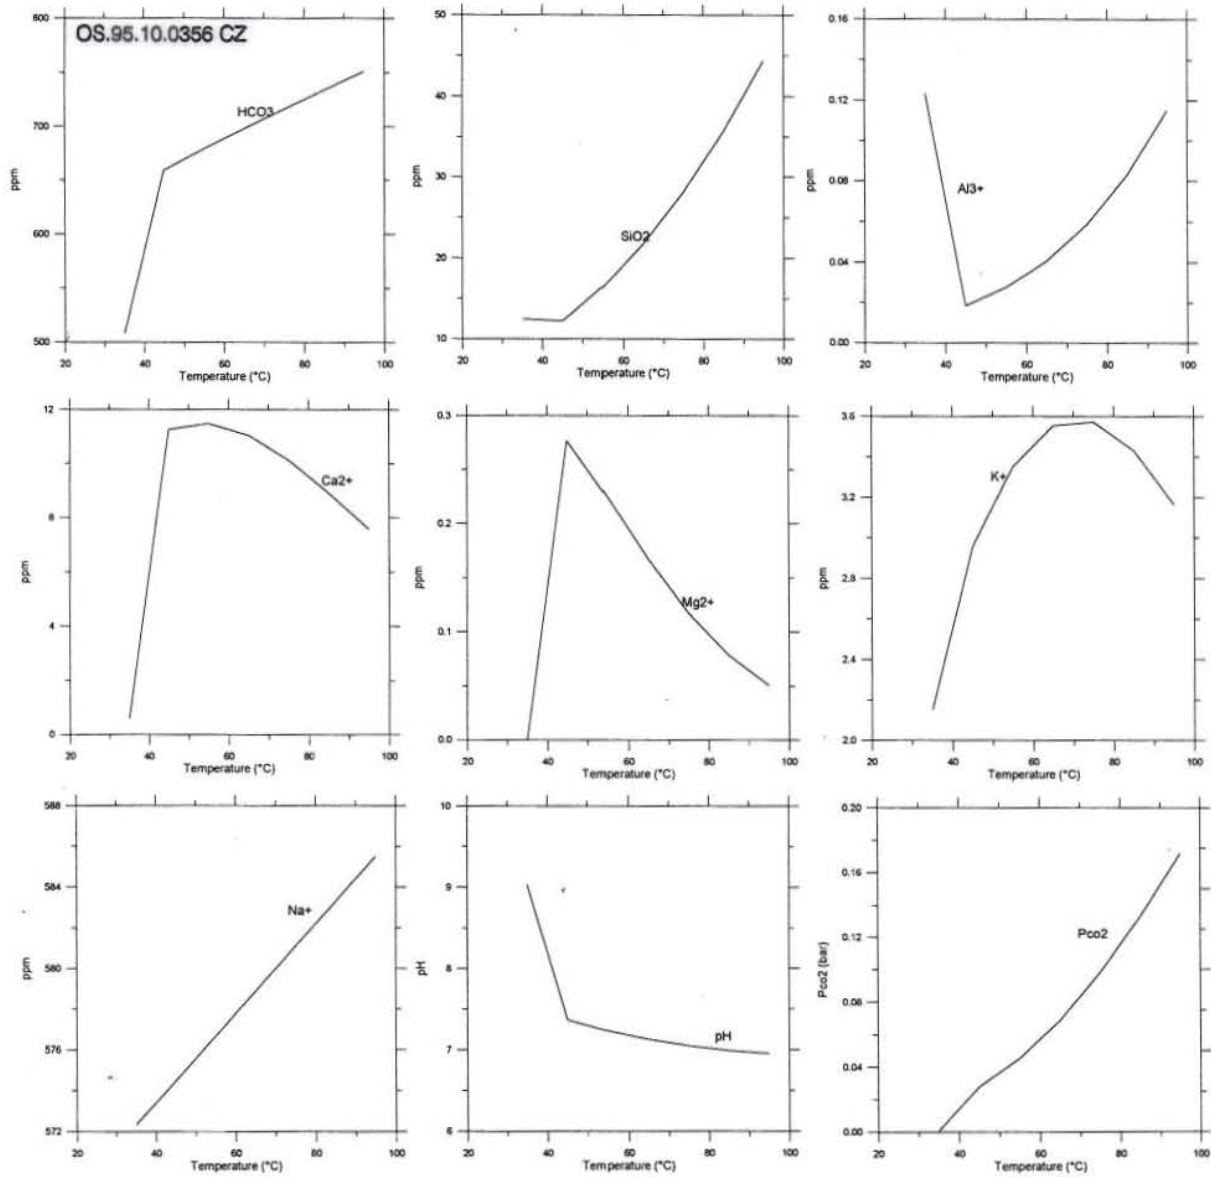 OS.95.10.0356 CZ
800
700
600
500
ppm
HCO3
20 40 60 80 100
Temperature (°C)
50
40
30
20
10
ppm
SiO2
20 40 60 80 100
Temperature (°C)
0.16
0.12
0.08
0.04
0.00
ppm
Al3+
20 40 60 80 100
Temperature (°C)
12
8
4
0
ppm
Ca2+
20 40 60 80 100
Temperature (°C)
0.3
0.2
0.1
0.0
ppm
Mg2+
20 40 60 80 100
Temperature (°C)
3.6
3.2
2.8
2.4
2.0
ppm
K+
20 40 60 80 100
Temperature (°C)
588
584
580
576
572
ppm
Na+
20 40 60 80 100
Temperature (°C)
10
9
8
7
6
pH
pH
20 40 60 80 100
Temperature (°C)
0.20
0.16
0.12
0.08
0.04
0.00
Pco2 (bar)
Pco2
20 40 60 80 100
Temperature (°C)